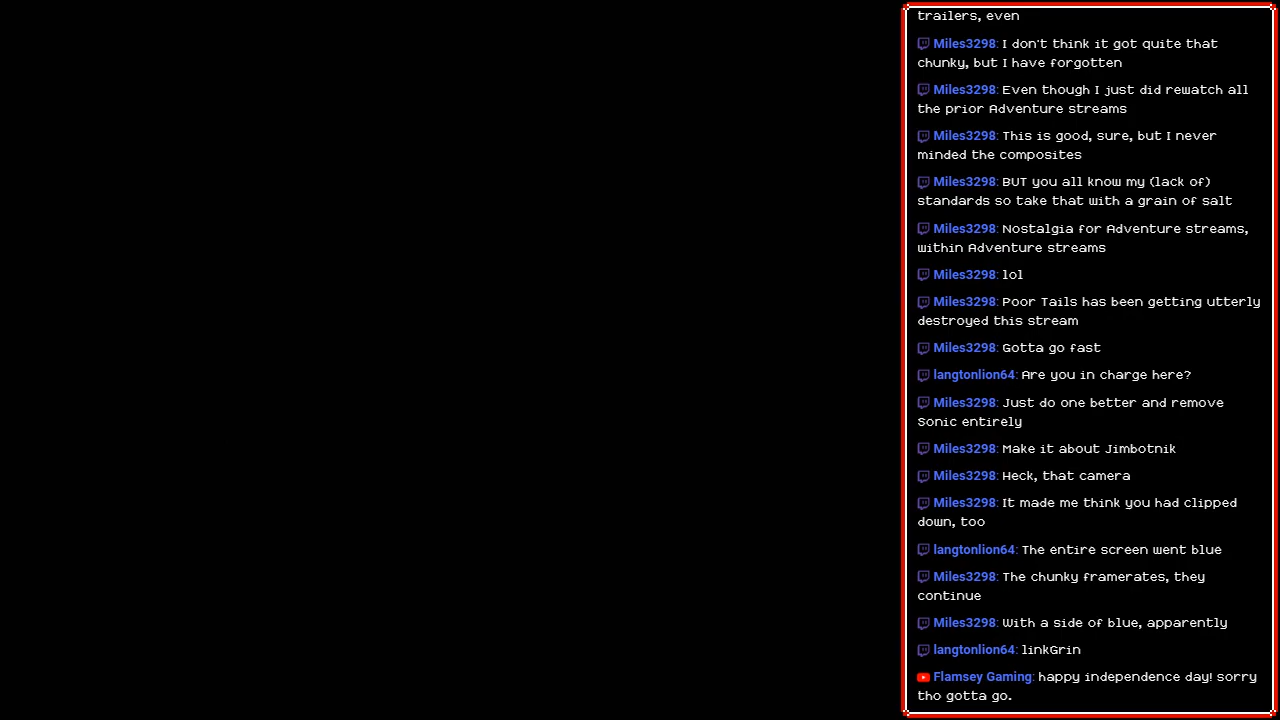 trailers, even
Miles3298: I don't think it got quite that
chunky, but I have forgotten
Miles3298: Even though I just did rewatch all
the prior Adventure streams
Miles3298: This is good, sure, but I never
minded the composites
Miles3298: BUT you all know my (lack of)
standards so take that with a grain of salt
Miles3298: Nostalgia for Adventure streams,
within Adventure streams
Miles3298: lol
Miles3298: Poor Tails has been getting utterly
destroyed this stream
Miles3298: Gotta go fast
langtonlion64: Are you in charge here?
Miles3298: Just do one better and remove
Sonic entirely
Miles3298: Make it about Jimbotnik
Miles3298: Heck, that camera
Miles3298: It made me think you had clipped
down, too
langtonlion64: The entire screen went blue
Miles3298: The chunky framerates, they
continue
Miles3298: With a side of blue, apparently
langtonlion64: linkGrin
Flamsey Gaming: happy independence day! sorry
tho gotta go.